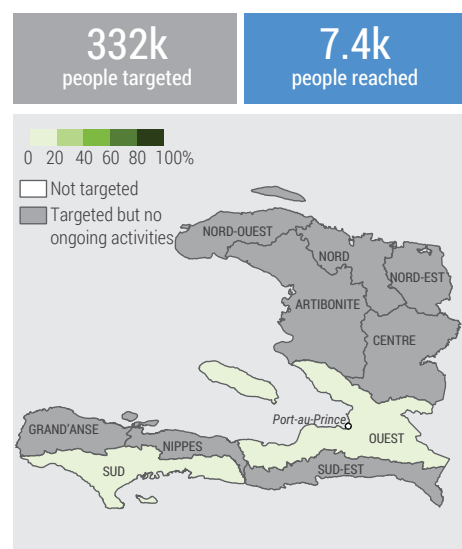 332k
people targeted
7.4k
people reached
0 20 40 60 80 100%
Not targeted
Targeted but no
ongoing activities
NORD-OUEST
NORD
NORD-EST
ARTIBONITE
CENTRE
Port-au-Prince
GRAND'ANSE
OUEST
NIPPES
SUD
SUD-EST